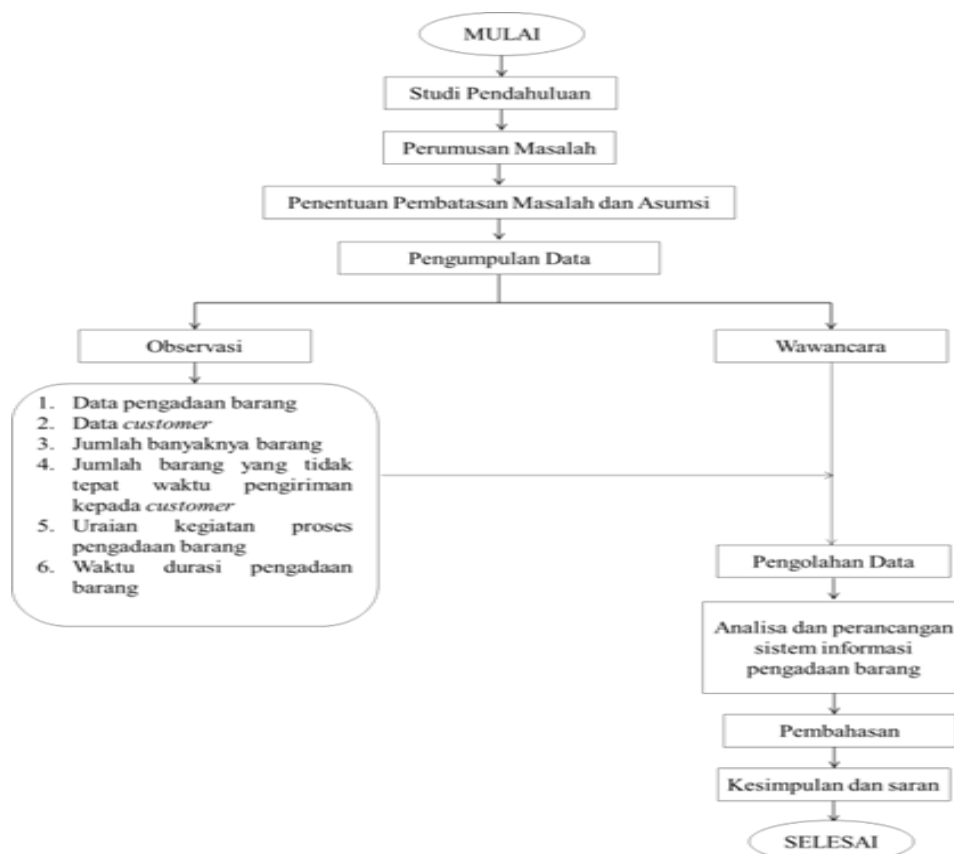 MULAI
Studi Pendahuluan
Perumusan Masalah
Penentuan Pembatasan Masalah dan Asumsi
Pengumpulan Data
Observasi
Wawancara
1. Data pengadaan barang
2. Data customer
3. Jumlah banyaknya barang
4. Jumlah barang yang tidak
tepat waktu pengiriman
kepada customer
5. Uraian kegiatan proses
pengadaan barang
6. Waktu durasi pengadaan
barang
Pengolahan Data
Analisa dan perancangan
sistem informasi
pengadaan barang
Pembahasan
Kesimpulan dan saran
SELESAI